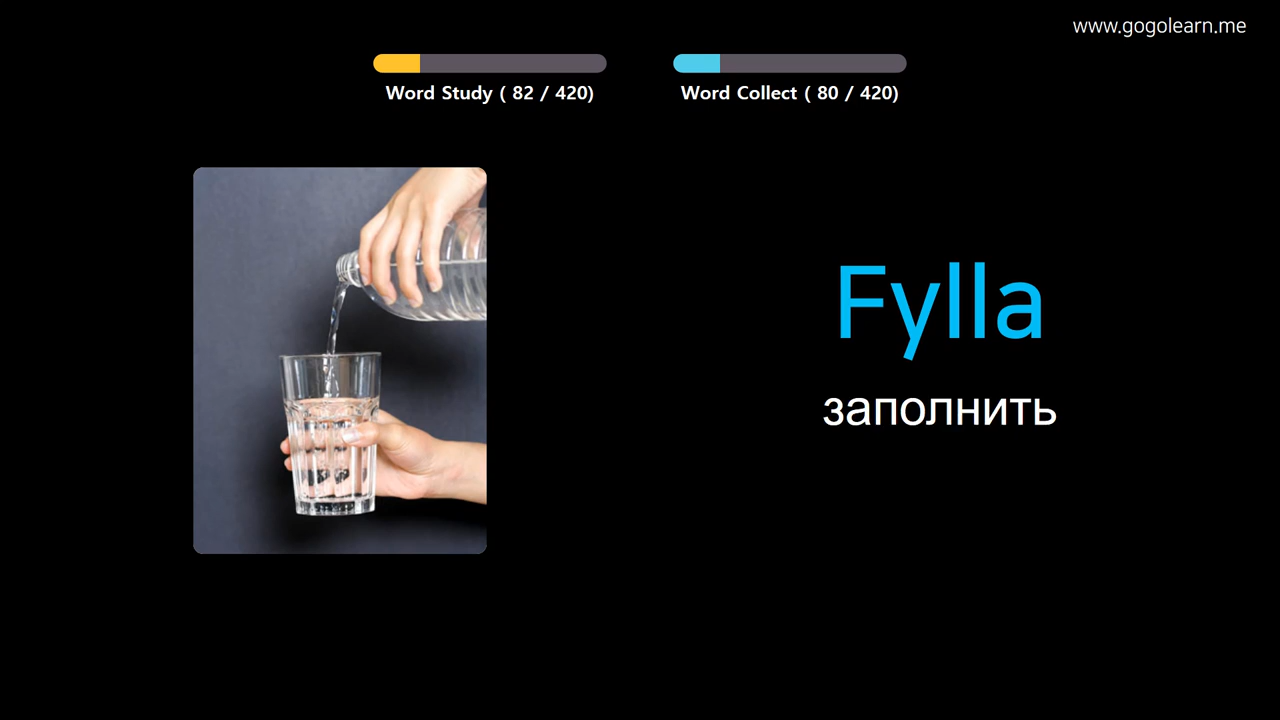 www.gogolearn.me
Word Study ( 82 / 420)
Word Collect ( 80 / 420)
Fylla
заполнить